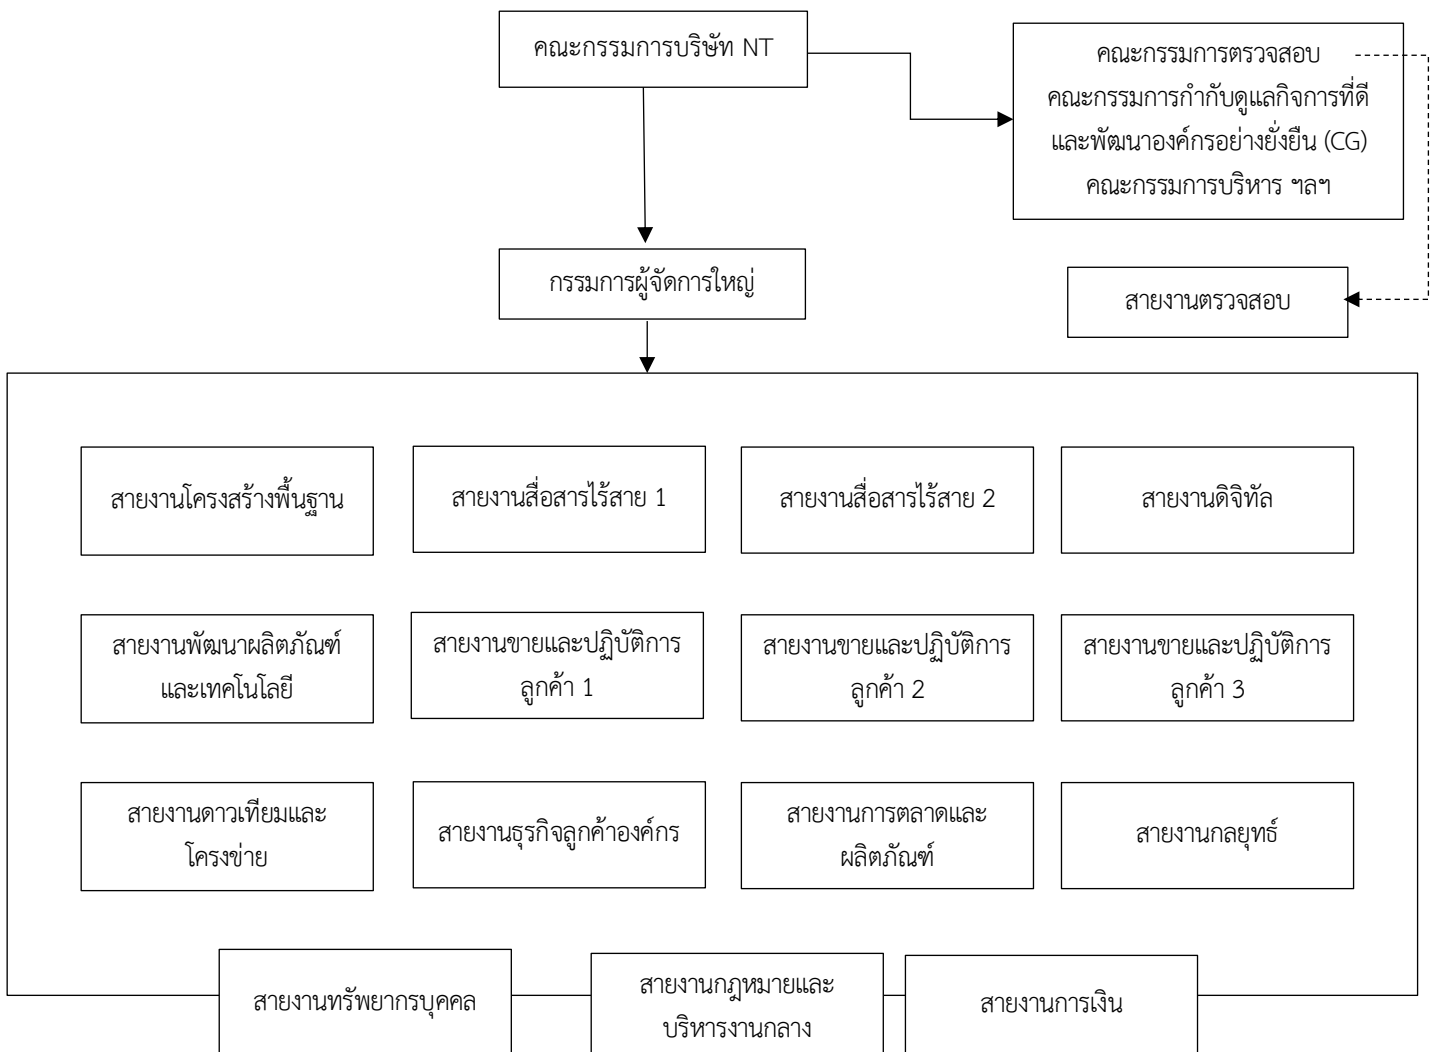 คณะกรรมการบริษัท NT
คณะกรรมการตรวจสอบ
คณะกรรมการกำกับดูแลกิจการที่ดี
และพัฒนาองค์กรอย่างยั่งยืน (CG)
คณะกรรมการบริหาร ฯลฯ
กรรมการผู้จัดการใหญ่
สายงานตรวจสอบ
สายงานโครงสร้างพื้นฐาน
สายงานสื่อสารไร้สาย 1
สายงานสื่อสารไร้สาย 2
สายงานดิจิทัล
สายงานพัฒนาผลิตภัณฑ์
และเทคโนโลยี
สายงานขายและปฏิบัติการ
ลูกค้า 1
สายงานขายและปฏิบัติการ
ลูกค้า 2
สายงานขายและปฏิบัติการ
ลูกค้า 3
สายงานดาวเทียมและ
โครงข่าย
สายงานธุรกิจลูกค้าองค์กร
สายงานการตลาดและ
ผลิตภัณฑ์
สายงานกลยุทธ์
สายงานทรัพยากรบุคคล
สายงานกฎหมายและ
บริหารงานกลาง
สายงานการเงิน